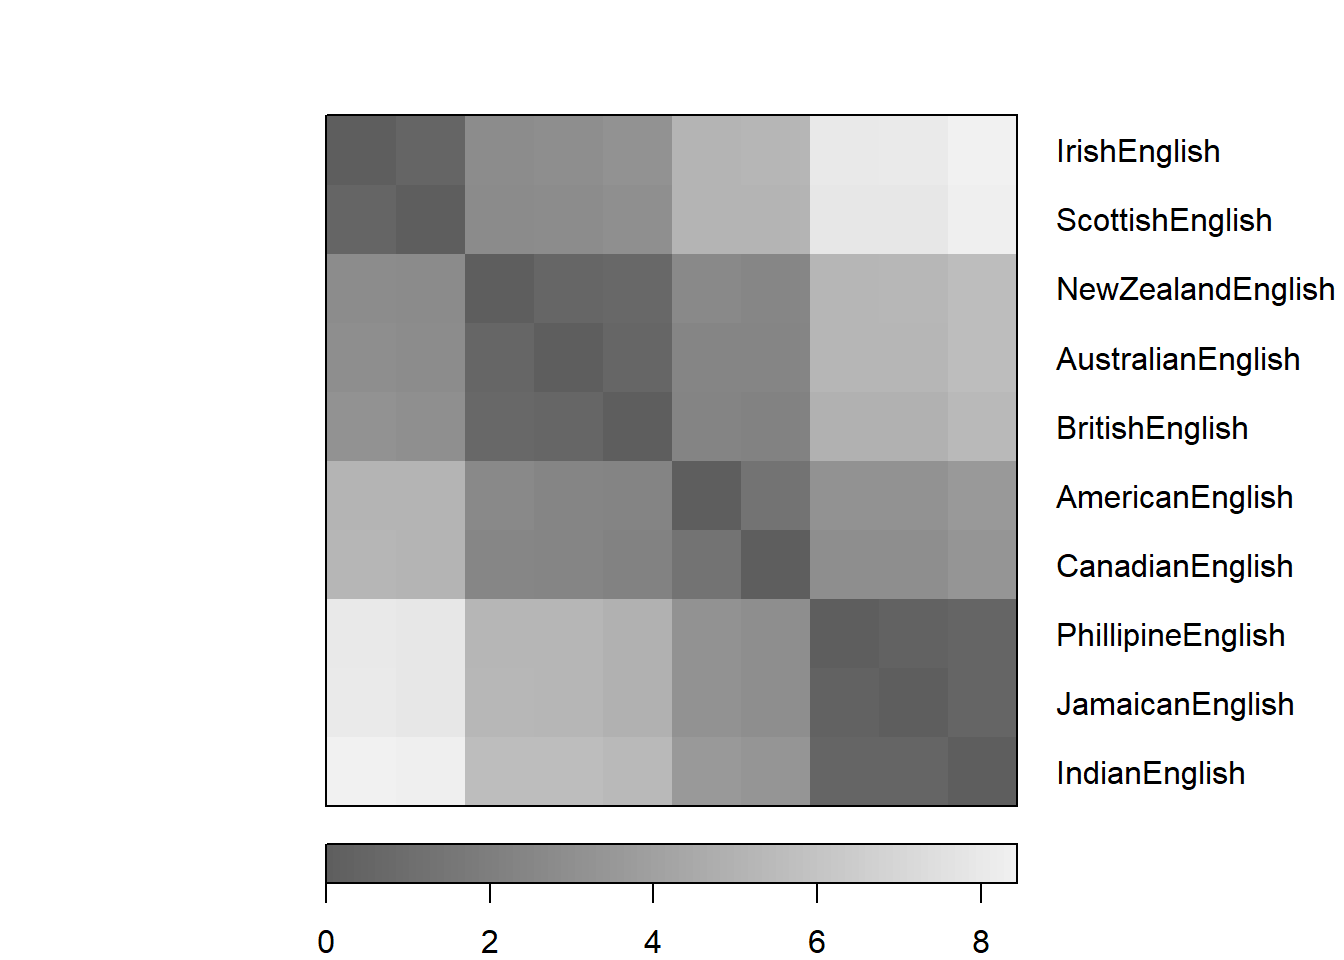 IrishEnglish
ScottishEnglish
NewZealandEnglish
AustralianEnglish
BritishEnglish
AmericanEnglish
CanadianEnglish
PhillipineEnglish
JamaicanEnglish
IndianEnglish
0 2 4 6 8